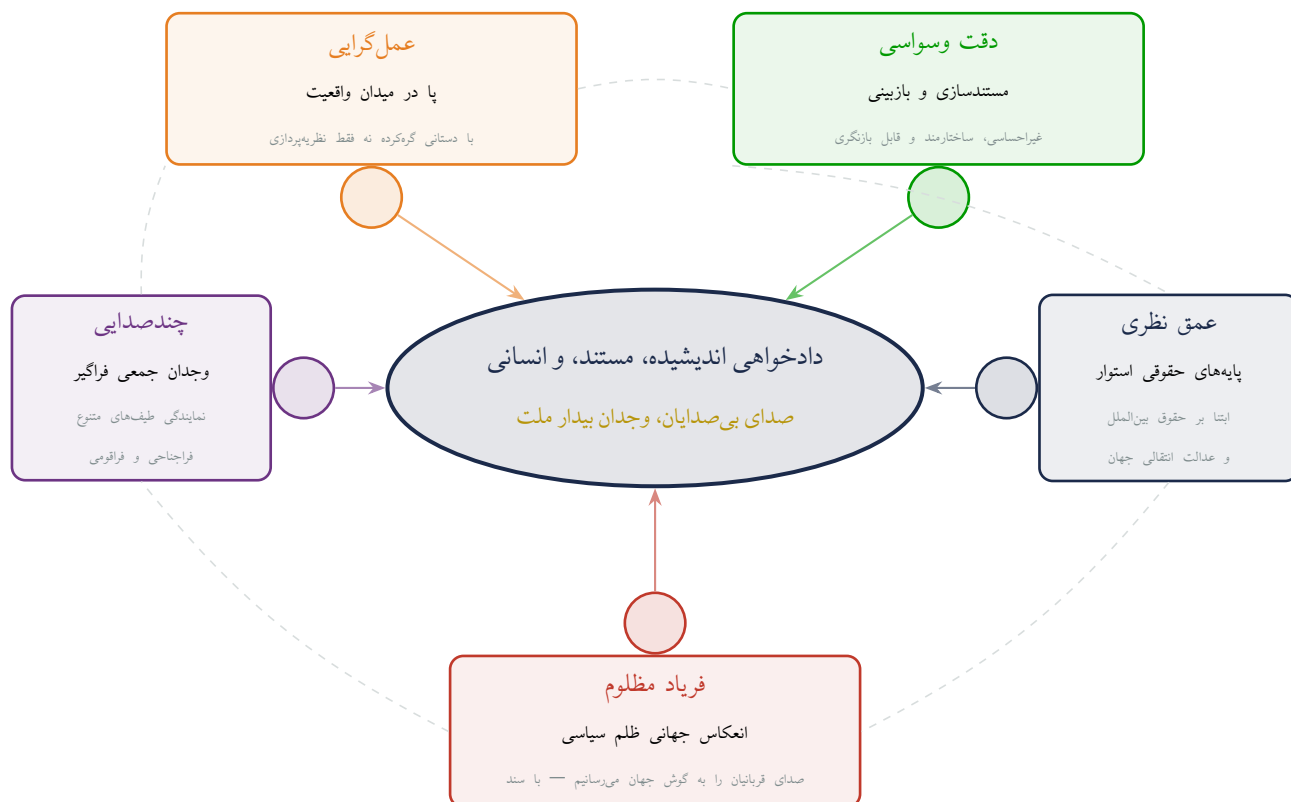 دقت وسواسی
مستندسازی و بازبینی
غیراحساسی، ساختارمند و قابل بازنگری
عمل‌گرایی
پا در میدان واقعیت
با دستانی گره‌کرده نه فقط نظریه‌پردازی
عمق نظری
پایه‌های حقوقی استوار
ابتنا بر حقوق بین‌الملل
و عدالت انتقالی جهان
دادخواهی اندیشیده، مستند، و انسانی
صدای بی‌صدایان، وجدان بیدار ملت
چندصدایی
وجدان جمعی فراگیر
نمایندگی طیف‌های متنوع
فراجناحی و فراقومی
فریاد مظلوم
انعکاس جهانی ظلم سیاسی
صدای قربانیان را به گوش جهان می‌رسانیم — با سند